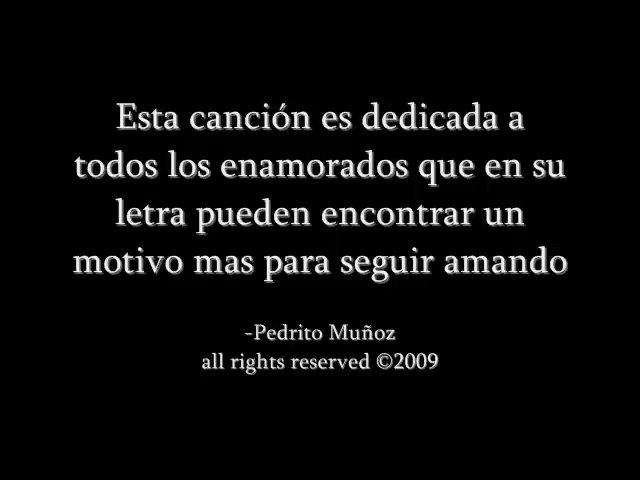 Esta canción es dedicada a
todos los enamorados que en su
letra pueden encontrar un
motivo mas para seguir amando
-Pedrito Muñoz
all rights reserved ©2009